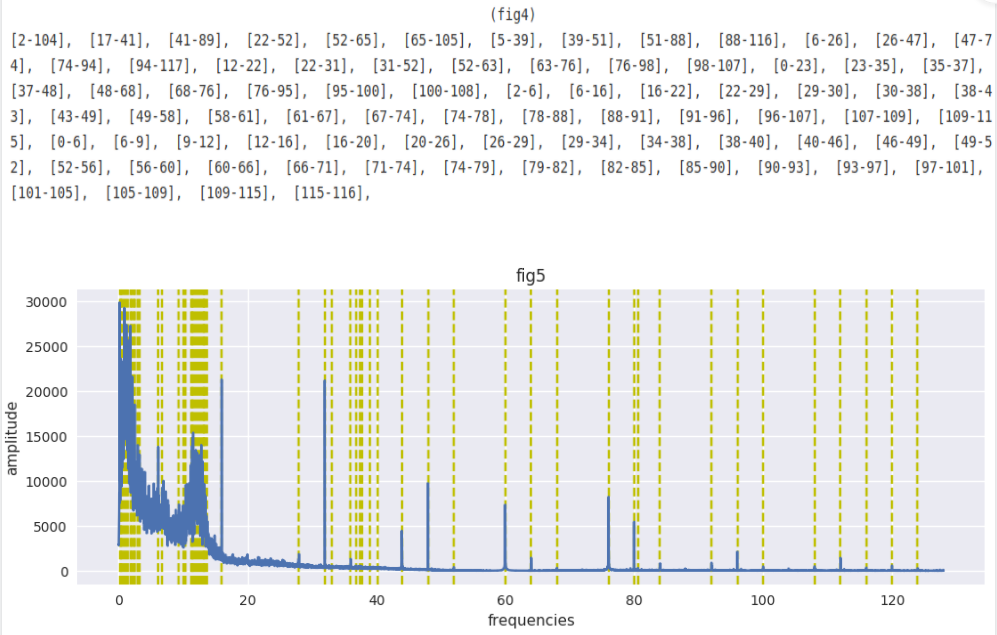 (fig4)
[2-104], [17-41], [41-89], [22-52], [52-65], [65-105], [5-39], [39-51], [51-88], [88-116], [6-26], [26-47], [47-7
4], [74-94], [94-117], [12-22], [22-31], [31-52], [52-63], [63-76], [76-98], [98-107], [0-23], [23-35], [35-37],
[37-48], [48-68], [68-76], [76-95], [95-100], [100-108], [2-6], [6-16], [16-22], [22-29], [29-30], [30-38], [38-4
3], [43-49], [49-58], [58-61], [61-67], [67-74], [74-78], [78-88], [88-91], [91-96], [96-107], [107-109], [109-11
5], [0-6], [6-9], [9-12], [12-16], [16-20], [20-26], [26-29], [29-34], [34-38], [38-40], [40-46], [46-49], [49-5
2], [52-56], [56-60], [60-66], [66-71], [71-74], [74-79], [79-82], [82-85], [85-90], [90-93], [93-97], [97-101],
[101-105], [105-109], [109-115], [115-116],
fig5
30000
25000
20000
15000
10000
5000
0
amplitude
0 20 40 60 80 100 120
frequencies